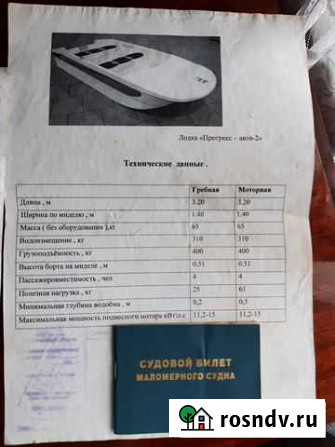 Лодка «Прогресс – авто-2»
Технические данные .
Гребная Моторная
Длина , м 3.20 3.20
Ширина по миделю , м 1.40 1.40
Масса ( без оборудования ),кг 65 65
Водоизмещение , кг 310 310
Грузоподъёмность , кг 400 400
Высота борта на миделе , м 0.51 0.51
Пассажировместимость , чел 4 4
Полезная нагрузка , кг 25 61
Минимальная глубина водоёма , м 0,2 0,5
Максимальная мощность подвесного мотора кВт\л.с 11,2-15 11,2-15
СУДОВОЙ БИЛЕТ
МАЛОМЕРНОГО СУДНА
rosndv.ru